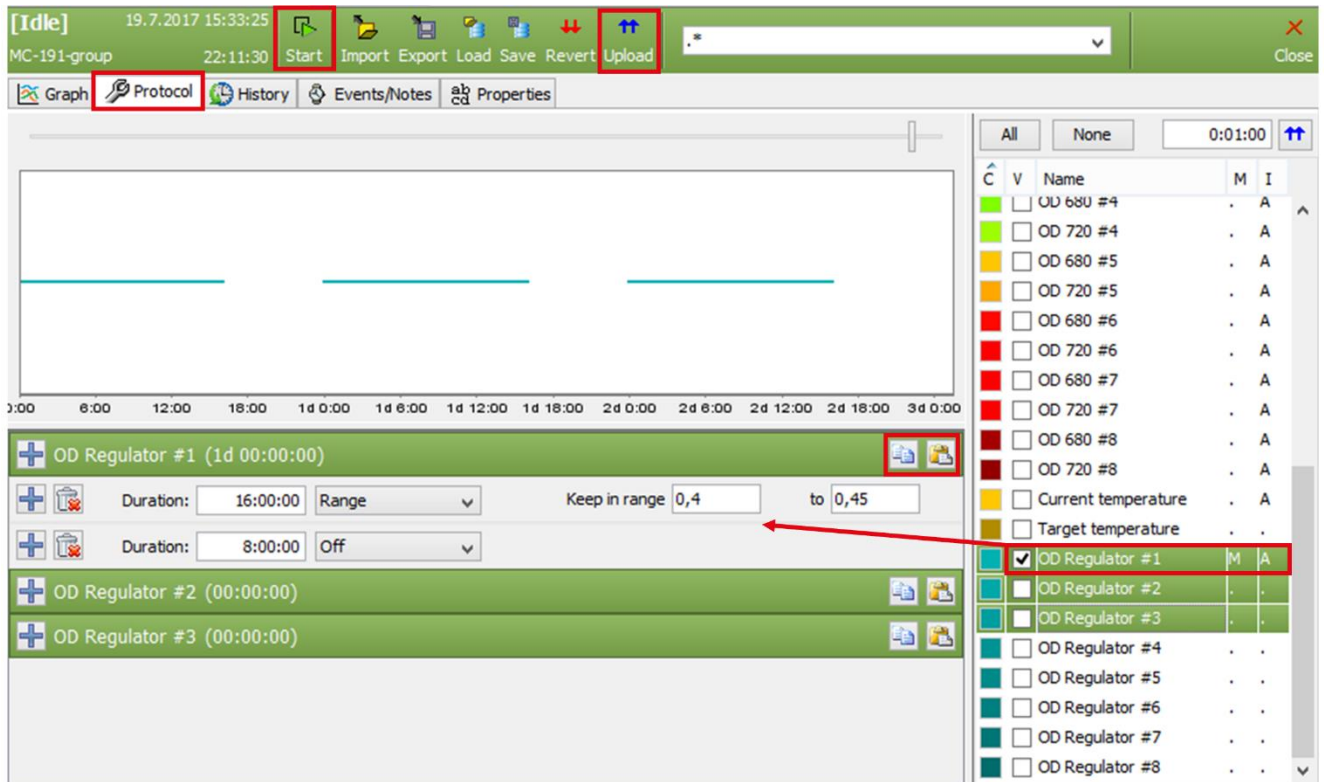 [Idle] 19.7.2017 15:33:25
MC-191-group 22:11:30 Start Import Export Load Save Revert Upload .* Close
Graph Protocol History Events/Notes Properties
All None 0:01:00
C V Name M I
OD 680 #4 . A
OD 720 #4 . A
OD 680 #5 . A
OD 720 #5 . A
OD 680 #6 . A
OD 720 #6 . A
OD 680 #7 . A
OD 720 #7 . A
OD 680 #8 . A
OD 720 #8 . A
Current temperature . A
Target temperature . .
OD Regulator #1 M A
OD Regulator #2 . .
OD Regulator #3 . .
OD Regulator #4 . .
OD Regulator #5 . .
OD Regulator #6 . .
OD Regulator #7 . .
OD Regulator #8 . .
0:00 6:00 12:00 18:00 1d 0:00 1d 6:00 1d 12:00 1d 18:00 2d 0:00 2d 6:00 2d 12:00 2d 18:00 3d 0:00
OD Regulator #1 (1d 00:00:00)
Duration: 16:00:00 Range Keep in range 0,4 to 0,45
Duration: 8:00:00 Off
OD Regulator #2 (00:00:00)
OD Regulator #3 (00:00:00)